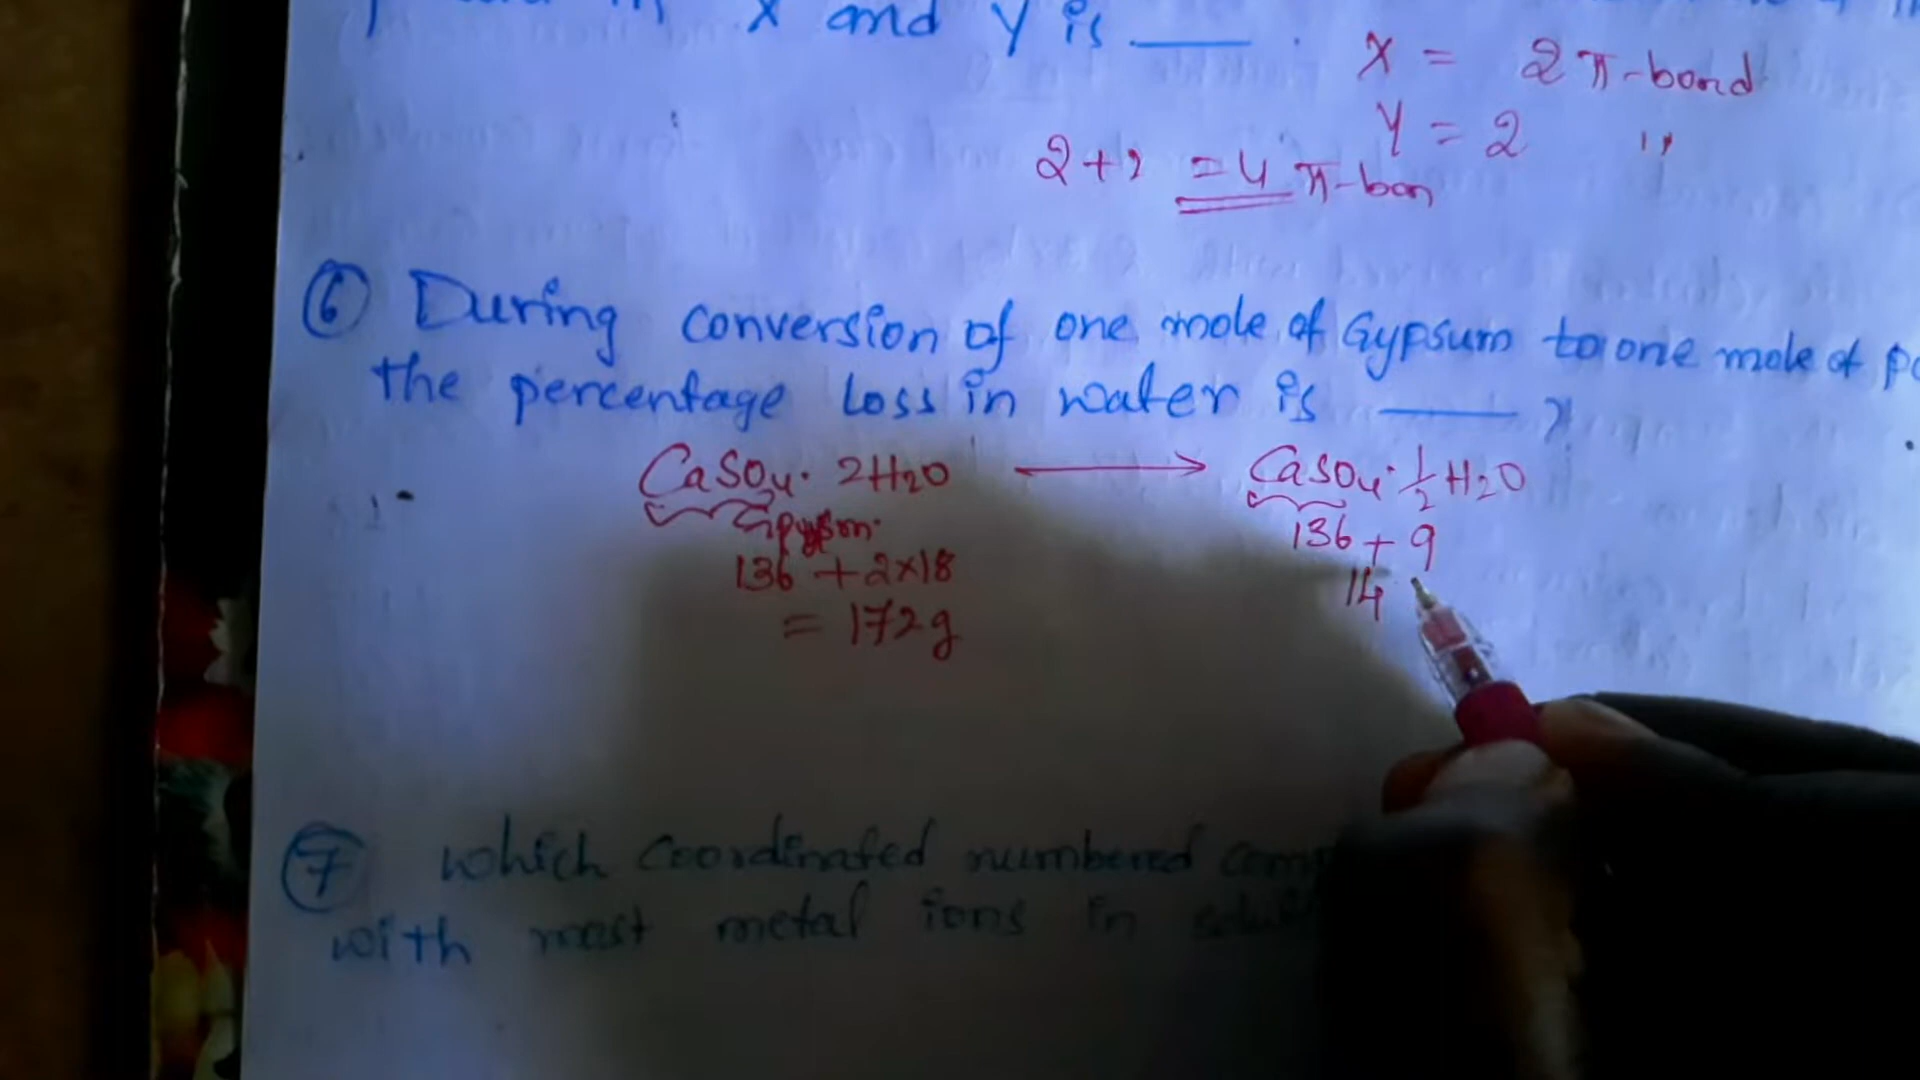 X and Y is ___ .
X = 2 π-bond
Y = 2 "
2+2 = 4 π-bon
⑥ During conversion of one mole of Gypsum to one mole of
the percentage loss in water is ___
CaSO4. 2H2O ⟶ CaSO4. 1/2 H2O
136 + 9
136 + 2×18
14
= 172g
⑦ which coordinated numbered
with most metal ions in